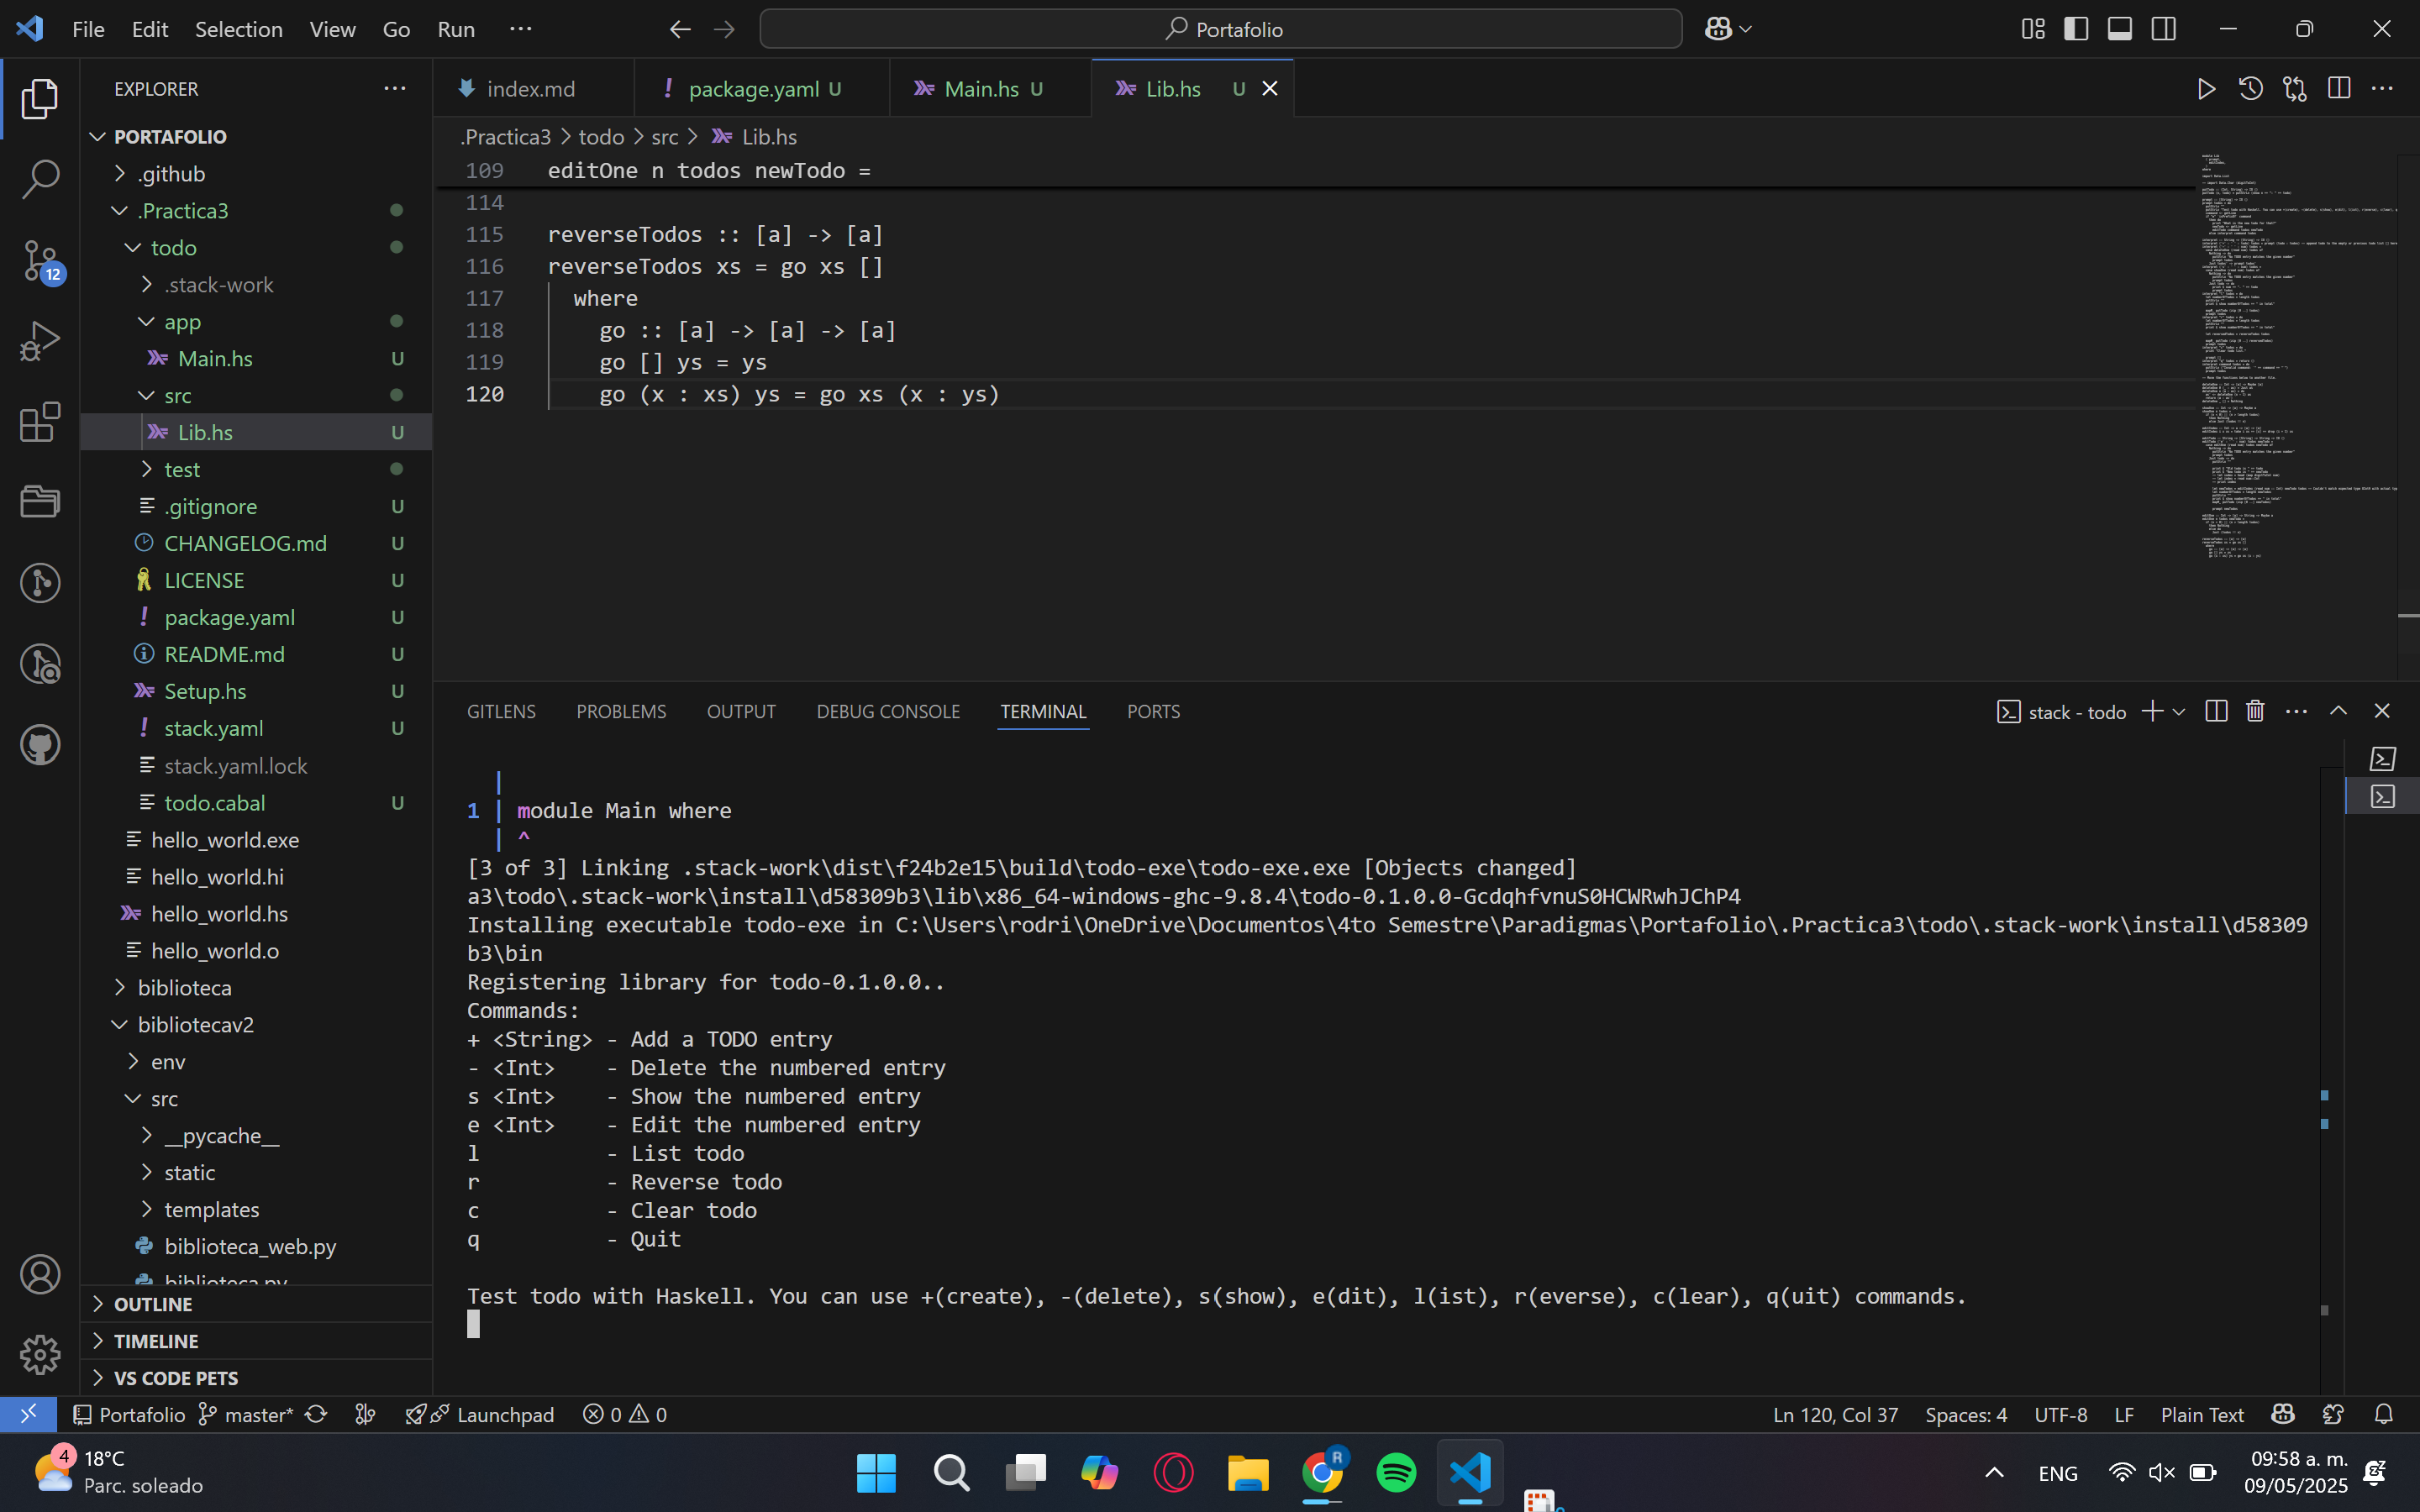 File Edit Selection View Go Run ···
Portafolio
EXPLORER
index.md
package.yaml U
Main.hs U
Lib.hs U
PORTAFOLIO
.github
.Practica3
todo
.stack-work
app
Main.hs U
src
Lib.hs U
test
.gitignore U
CHANGELOG.md U
LICENSE U
package.yaml U
README.md U
Setup.hs U
stack.yaml U
stack.yaml.lock
todo.cabal U
hello_world.exe
hello_world.hi
hello_world.hs
hello_world.o
biblioteca
bibliotecav2
env
src
__pycache__
static
templates
biblioteca_web.py
biblioteca.py
OUTLINE
TIMELINE
VS CODE PETS
12
.Practica3 > todo > src > Lib.hs
109 editOne n todos newTodo =
114
115 reverseTodos :: [a] -> [a]
116 reverseTodos xs = go xs []
117 where
118 go :: [a] -> [a] -> [a]
119 go [] ys = ys
120 go (x : xs) ys = go xs (x : ys)
GITLENS PROBLEMS OUTPUT DEBUG CONSOLE TERMINAL PORTS
stack - todo
|
1 | module Main where
| ^
[3 of 3] Linking .stack-work\dist\f24b2e15\build\todo-exe\todo-exe.exe [Objects changed]
a3\todo\.stack-work\install\d58309b3\lib\x86_64-windows-ghc-9.8.4\todo-0.1.0.0-GcdqhfvnuS0HCWRwhJChP4
Installing executable todo-exe in C:\Users\rodri\OneDrive\Documentos\4to Semestre\Paradigmas\Portafolio\.Practica3\todo\.stack-work\install\d58309
b3\bin
Registering library for todo-0.1.0.0..
Commands:
+ <String> - Add a TODO entry
- <Int>    - Delete the numbered entry
s <Int>    - Show the numbered entry
e <Int>    - Edit the numbered entry
l          - List todo
r          - Reverse todo
c          - Clear todo
q          - Quit
Test todo with Haskell. You can use +(create), -(delete), s(show), e(dit), l(ist), r(everse), c(lear), q(uit) commands.
Portafolio master* Launchpad 0 0
Ln 120, Col 37 Spaces: 4 UTF-8 LF Plain Text
4
18°C
Parc. soleado
R
ENG
09:58 a. m.
09/05/2025